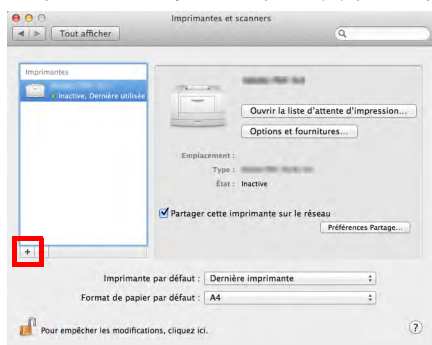 Imprimantes et scanners
Tout afficher
Imprimantes
Inactive, Dernière utilisée
Ouvrir la liste d'attente d'impression...
Options et fournitures...
Emplacement :
Type :
État : Inactive
Partager cette imprimante sur le réseau
Préférences Partage...
+
Imprimante par défaut : Dernière imprimante
Format de papier par défaut : A4
Pour empêcher les modifications, cliquez ici.
?